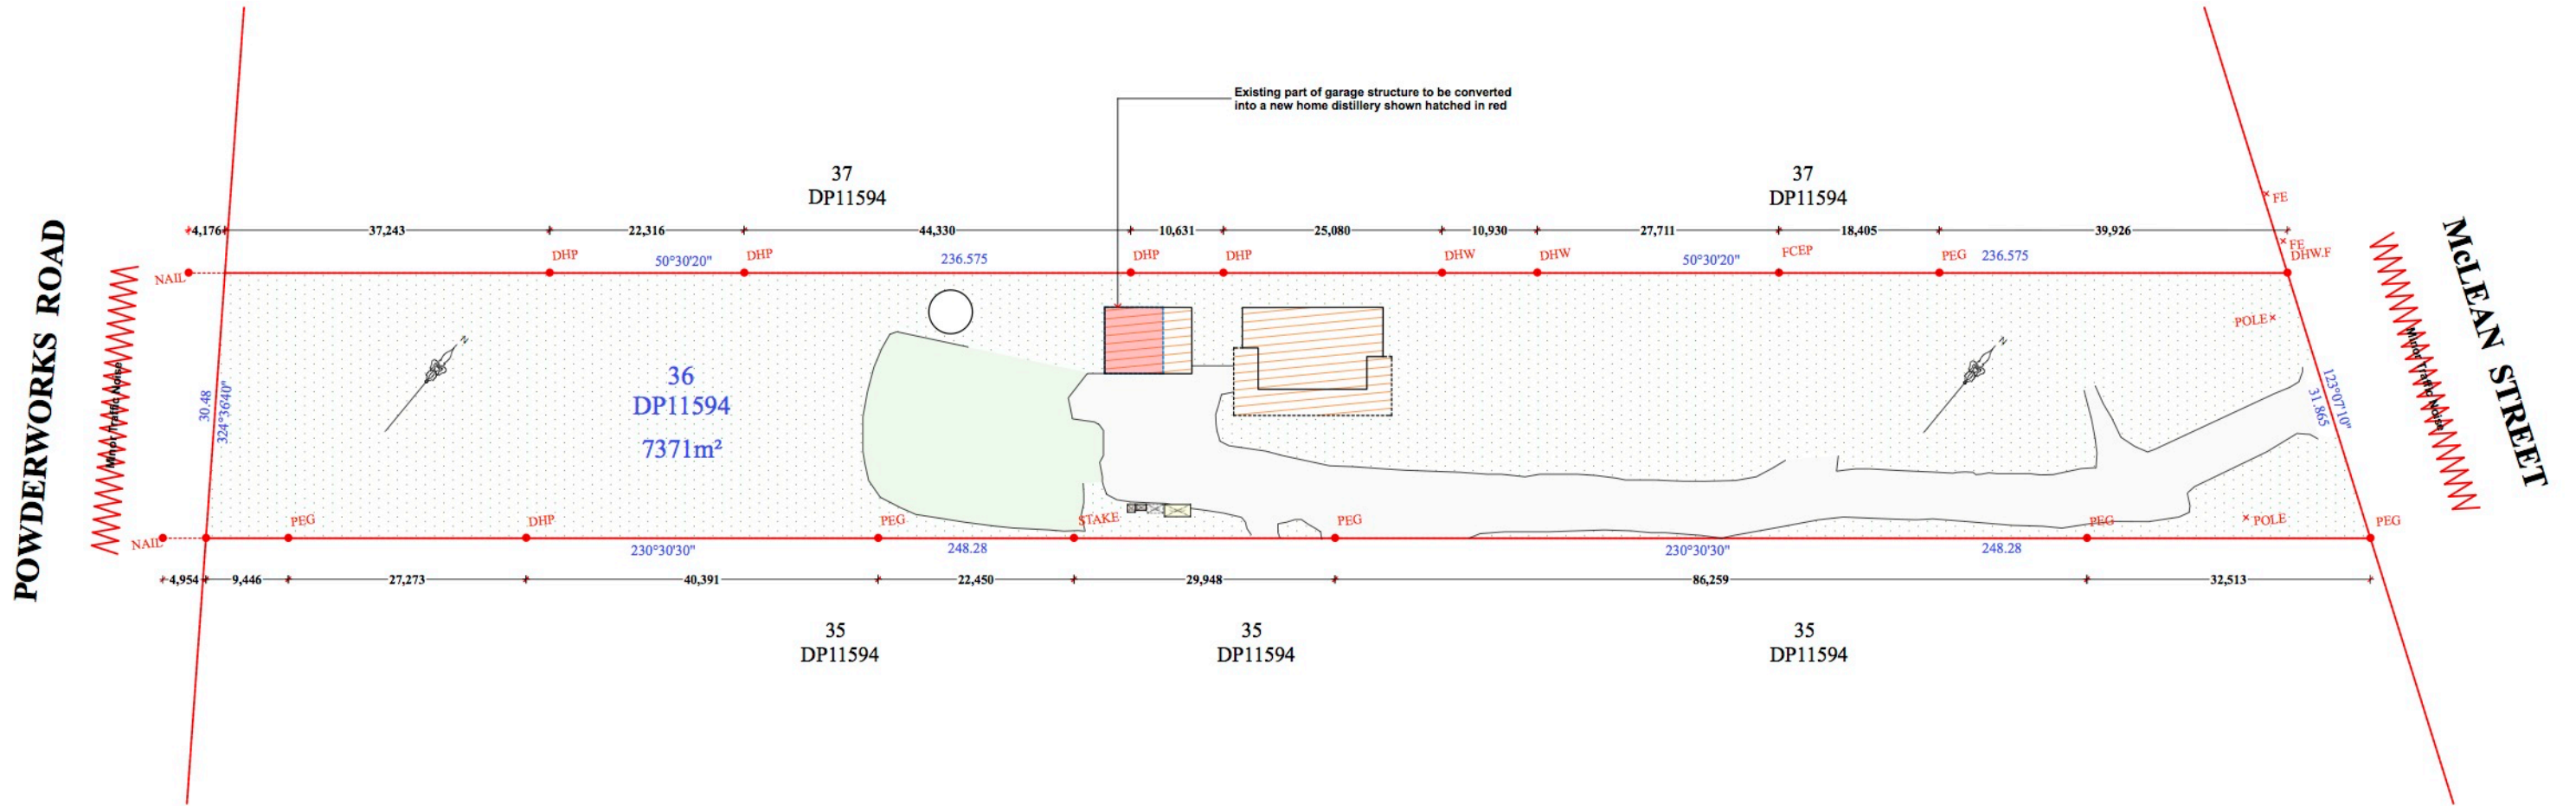 Existing part of garage structure to be converted
into a new home distillery shown hatched in red
37
DP11594
37
DP11594
4,176
37,243
22,316
44,330
10,631
25,080
10,930
27,711
18,405
39,926
FE
FE
NAIL
DHP
50°30'20"
DHP
236.575
DHP
DHP
DHW
DHW
50°30'20"
FCEP
PEG
236.575
DHW.F
POWDERWORKS ROAD
Minor Traffic Noise
30.48
324°36'40"
N
36
DP11594
7371m²
N
POLE
123°07'10"
31.865
Minor Traffic Noise
McLEAN STREET
NAIL
PEG
DHP
PEG
STAKE
PEG
PEG
POLE
PEG
230°30'30"
248.28
230°30'30"
248.28
4,954
9,446
27,273
40,391
22,450
29,948
86,259
32,513
35
DP11594
35
DP11594
35
DP11594